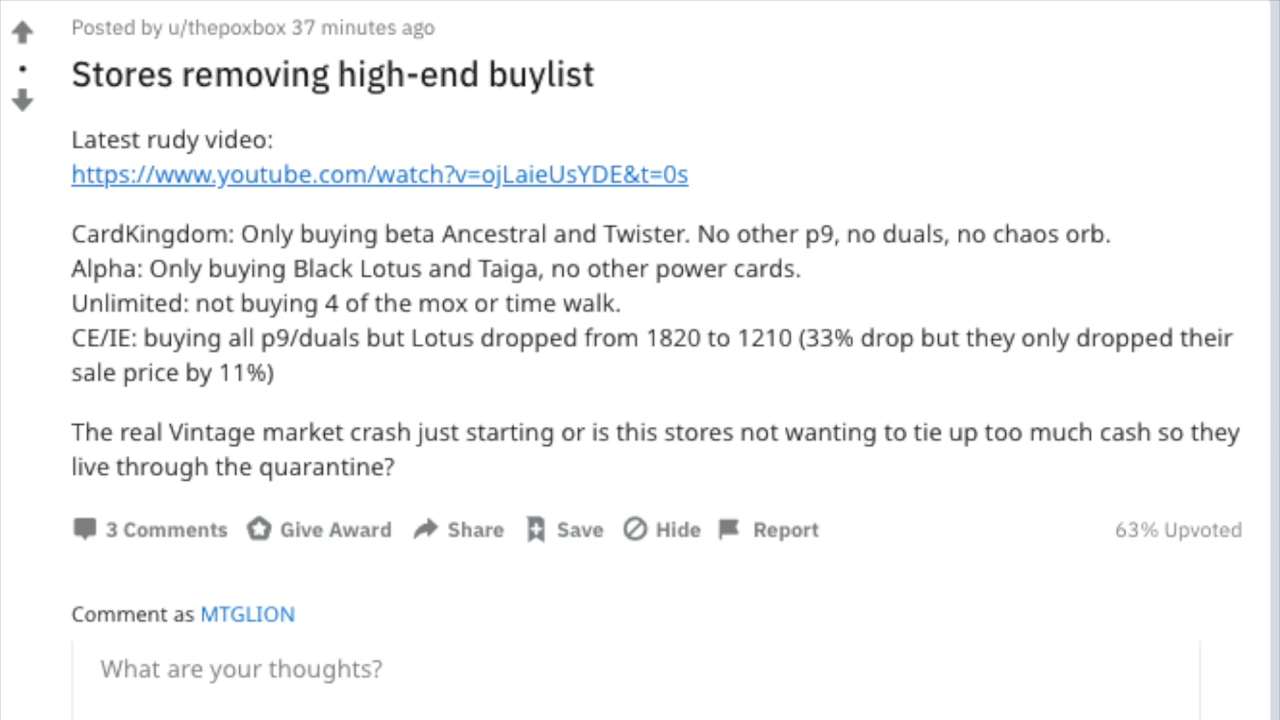 Posted by u/thepoxbox 37 minutes ago
Stores removing high-end buylist
Latest rudy video:
https://www.youtube.com/watch?v=ojLaieUsYDE&t=0s
CardKingdom: Only buying beta Ancestral and Twister. No other p9, no duals, no chaos orb.
Alpha: Only buying Black Lotus and Taiga, no other power cards.
Unlimited: not buying 4 of the mox or time walk.
CE/IE: buying all p9/duals but Lotus dropped from 1820 to 1210 (33% drop but they only dropped their
sale price by 11%)
The real Vintage market crash just starting or is this stores not wanting to tie up too much cash so they
live through the quarantine?
3 Comments Give Award Share Save Hide Report 63% Upvoted
Comment as MTGLION
What are your thoughts?